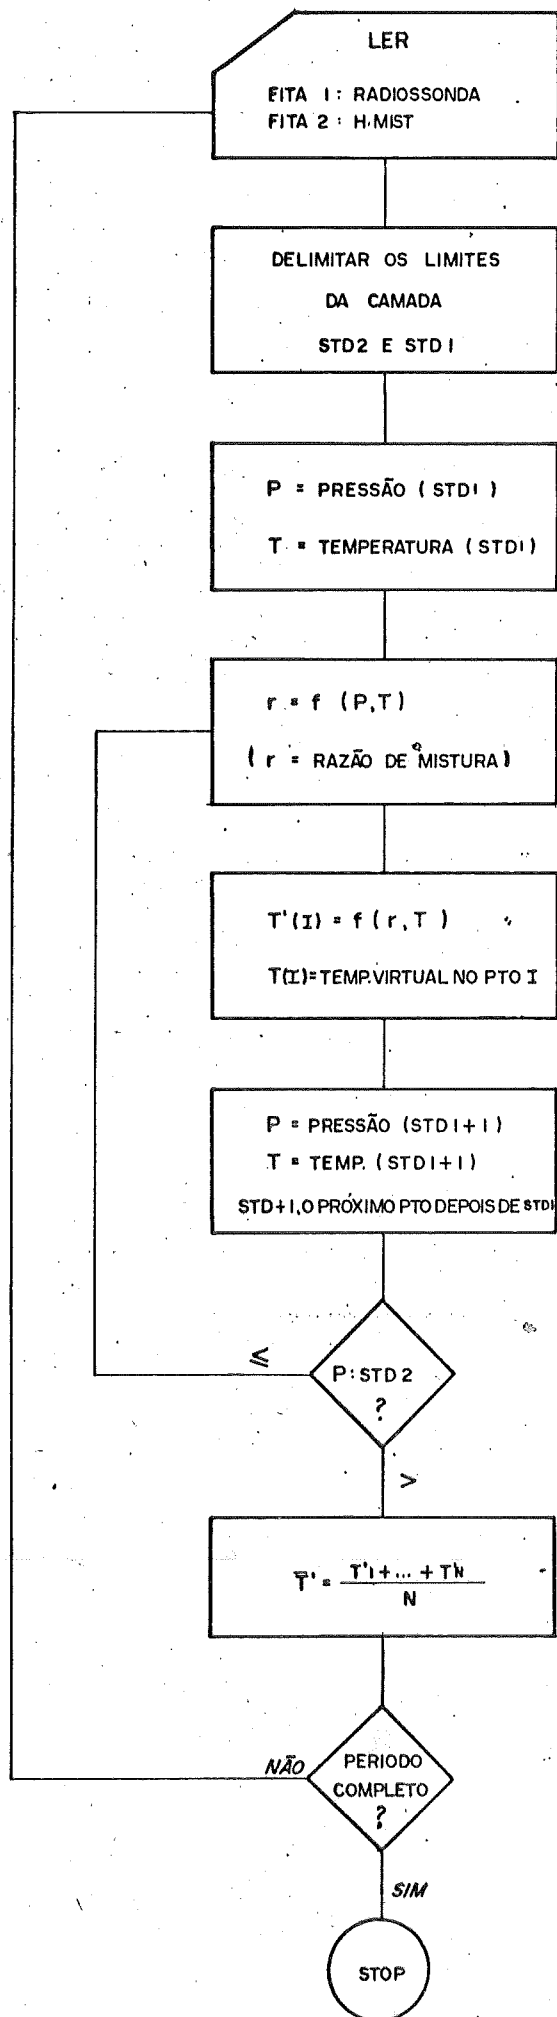 LER
FITA 1: RADIOSSONDA
FITA 2: H.MIST
DELIMITAR OS LIMITES
DA CAMADA
STD2 E STD1
P = PRESSÃO (STD1)
T = TEMPERATURA (STD1)
r = f (P,T)
(r = RAZÃO DE MISTURA)
T'(I) = f(r,T)
T(I)=TEMP.VIRTUAL NO PTO I
P = PRESSÃO (STD1+1)
T = TEMP. (STD1+1)
STD+1,O PRÓXIMO PTO DEPOIS DE STD1
≤
P:STD2
?
>
T̄' = T'1+...+T'N / N
NÃO
PERIODO
COMPLETO
?
SIM
STOP